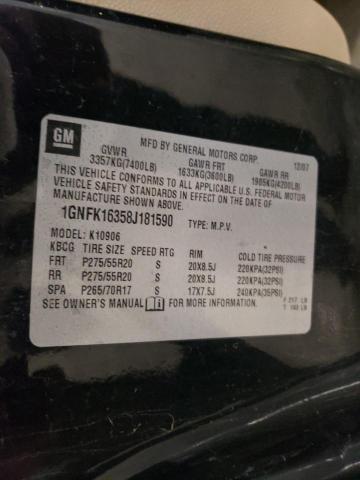 GM
MFD BY GENERAL MOTORS CORP. 12/07
GVWR GAWR FRT GAWR RR
3357KG(7400LB) 1633KG(3600LB) 1905KG(4200LB)
THIS VEHICLE CONFORMS TO ALL APPLICABLE U.S. FEDERAL MOTOR
VEHICLE SAFETY STANDARDS IN EFFECT ON THE DATE OF
MANUFACTURE SHOWN ABOVE.
1GNFK16358J181590 TYPE: M.P.V.
MODEL: K10906
KBCG TIRE SIZE SPEED RTG RIM COLD TIRE PRESSURE
FRT P275/55R20 S 20X8.5J 220KPA(32PSI)
RR P275/55R20 S 20X8.5J 220KPA(32PSI)
SPA P265/70R17 S 17X7.5J 240KPA(35PSI)
SEE OWNER'S MANUAL FOR MORE INFORMATION.